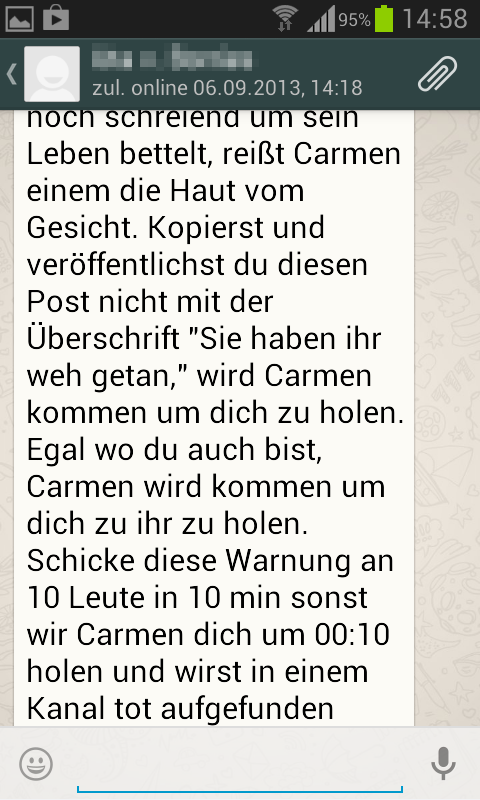 95% 14:58
zul. online 06.09.2013, 14:18
noch schreiend um sein
Leben bettelt, reißt Carmen
einem die Haut vom
Gesicht. Kopierst und
veröffentlichst du diesen
Post nicht mit der
Überschrift "Sie haben ihr
weh getan," wird Carmen
kommen um dich zu holen.
Egal wo du auch bist,
Carmen wird kommen um
dich zu ihr zu holen.
Schicke diese Warnung an
10 Leute in 10 min sonst
wir Carmen dich um 00:10
holen und wirst in einem
Kanal tot aufgefunden